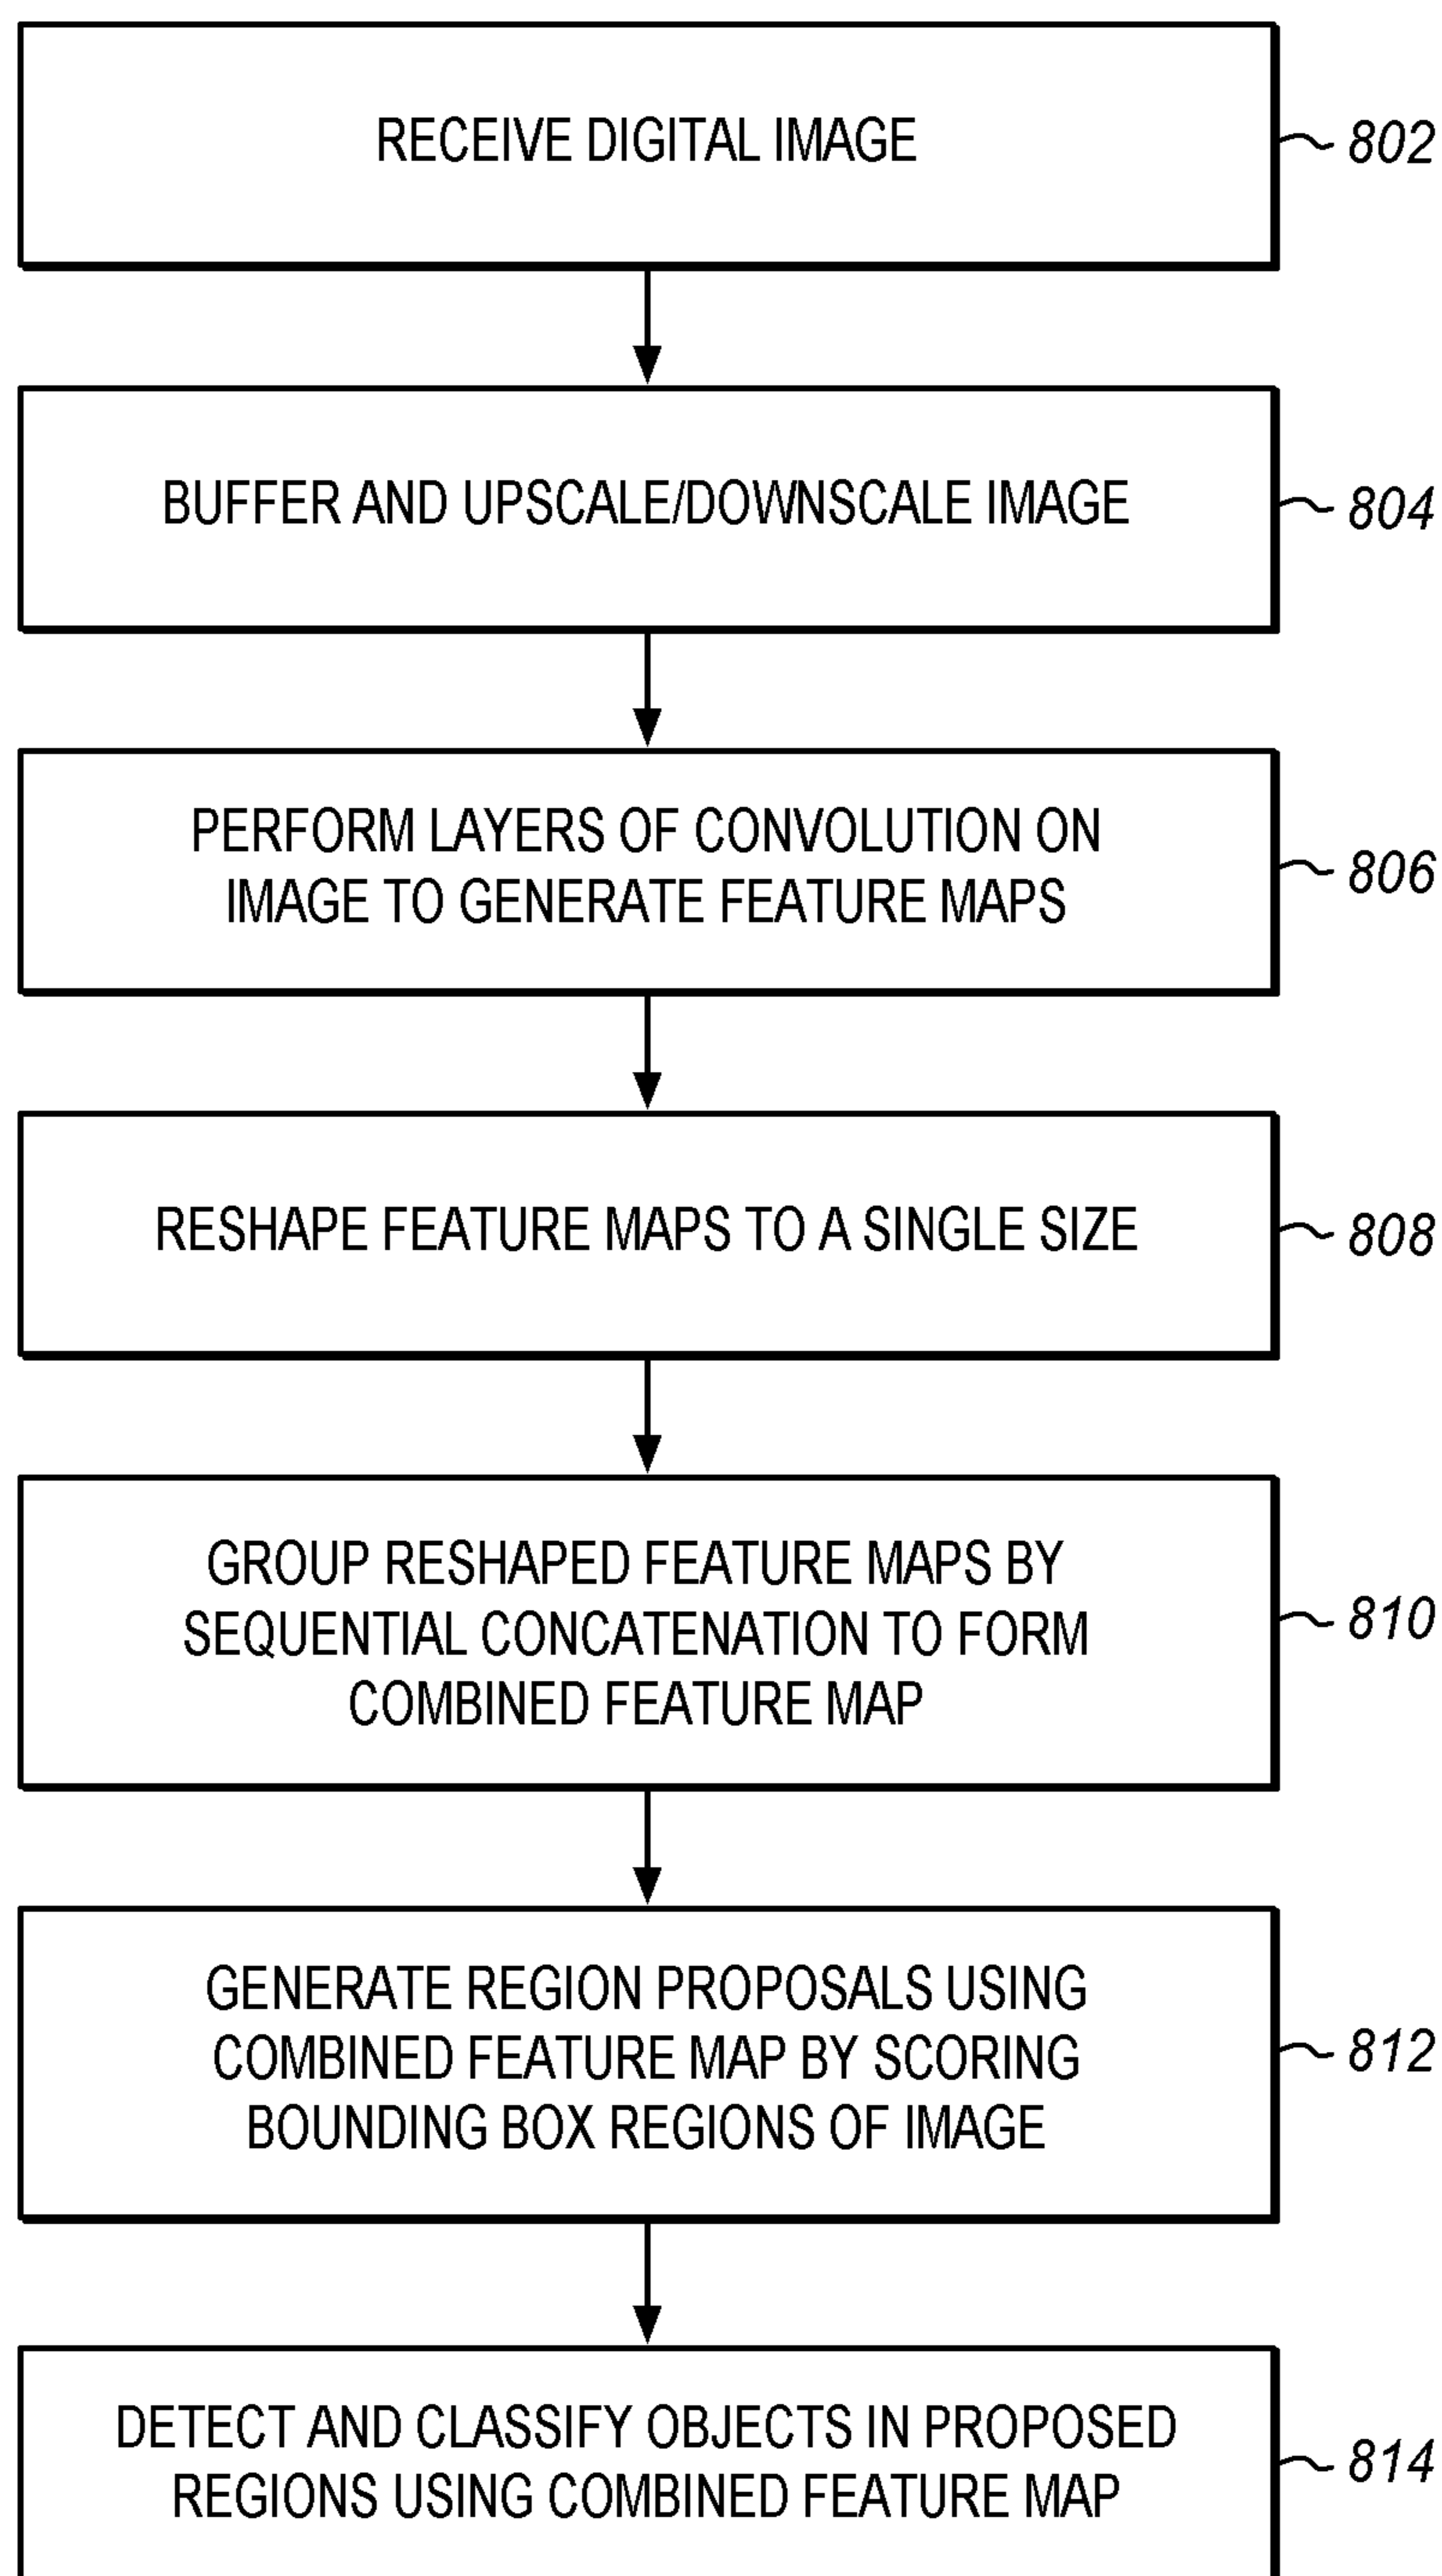 RECEIVE DIGITAL IMAGE
802
BUFFER AND UPSCALE/DOWNSCALE IMAGE
804
PERFORM LAYERS OF CONVOLUTION ON
IMAGE TO GENERATE FEATURE MAPS
806
RESHAPE FEATURE MAPS TO A SINGLE SIZE
808
GROUP RESHAPED FEATURE MAPS BY
SEQUENTIAL CONCATENATION TO FORM
COMBINED FEATURE MAP
810
GENERATE REGION PROPOSALS USING
COMBINED FEATURE MAP BY SCORING
BOUNDING BOX REGIONS OF IMAGE
812
DETECT AND CLASSIFY OBJECTS IN PROPOSED
REGIONS USING COMBINED FEATURE MAP
814